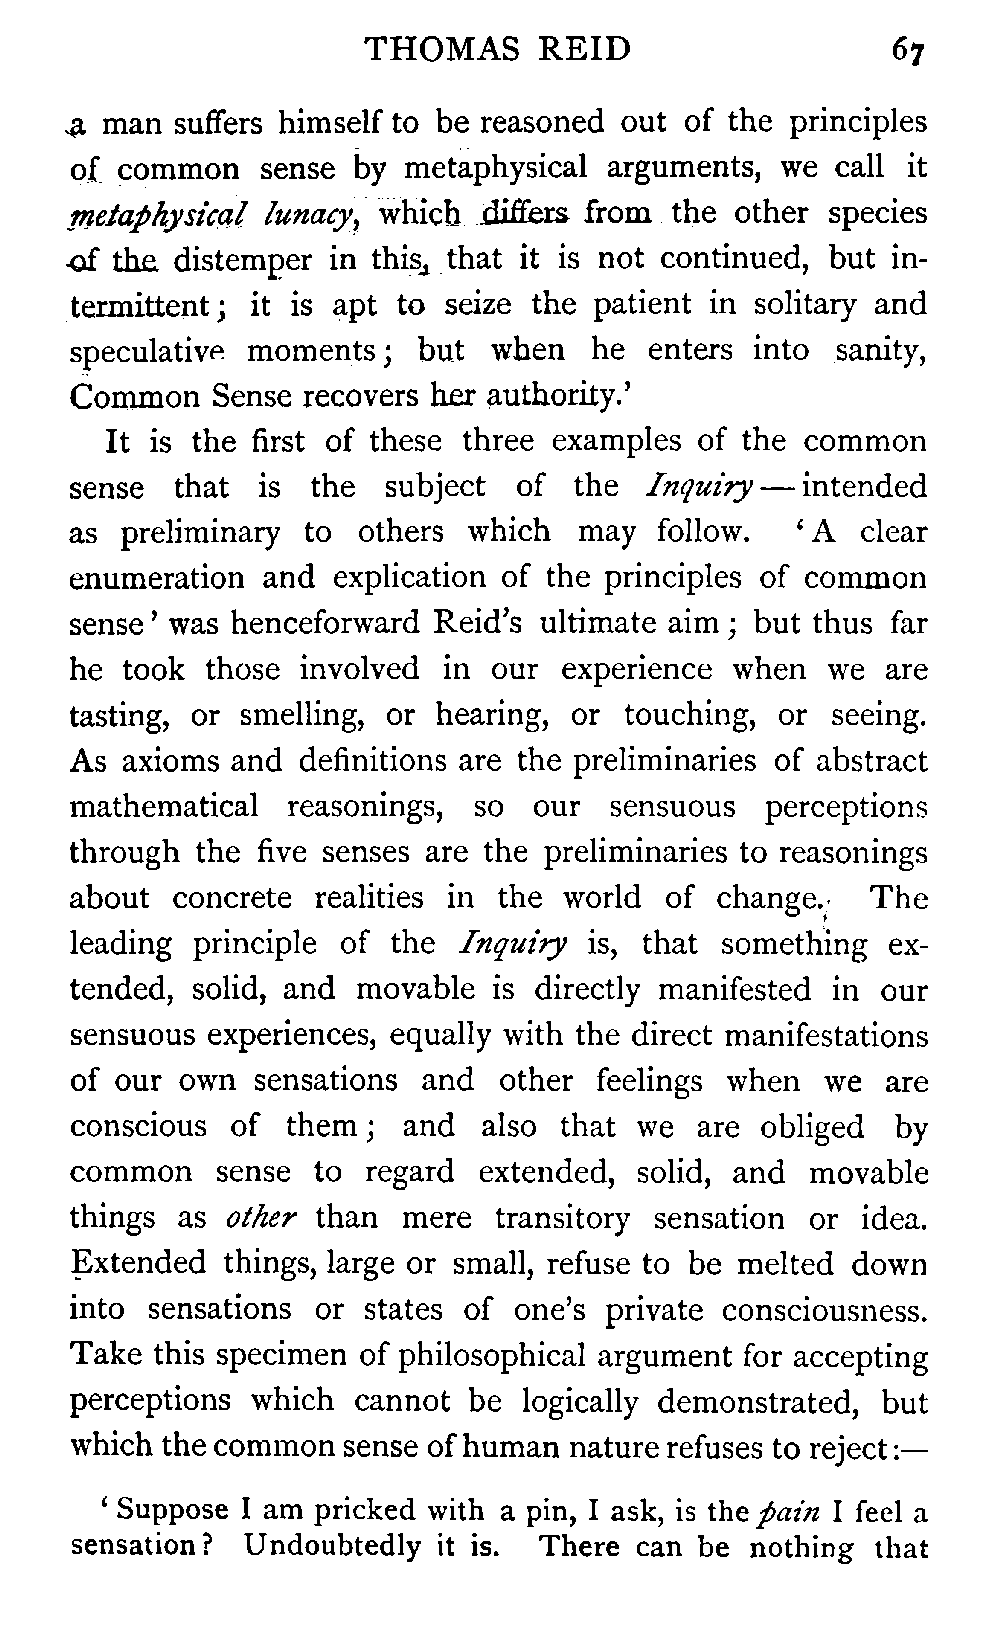 THOMAS REID 67
a man suffers himself to be reasoned out of the principles
of common sense by metaphysical arguments, we call it
metaphysical lunacy, which differs from the other species
of the distemper in this, that it is not continued, but in-
termittent; it is apt to seize the patient in solitary and
speculative moments; but when he enters into sanity,
Common Sense recovers her authority.’
It is the first of these three examples of the common
sense that is the subject of the Inquiry — intended
as preliminary to others which may follow. ‘A clear
enumeration and explication of the principles of common
sense’ was henceforward Reid’s ultimate aim; but thus far
he took those involved in our experience when we are
tasting, or smelling, or hearing, or touching, or seeing.
As axioms and definitions are the preliminaries of abstract
mathematical reasonings, so our sensuous perceptions
through the five senses are the preliminaries to reasonings
about concrete realities in the world of change. The
leading principle of the Inquiry is, that something ex-
tended, solid, and movable is directly manifested in our
sensuous experiences, equally with the direct manifestations
of our own sensations and other feelings when we are
conscious of them; and also that we are obliged by
common sense to regard extended, solid, and movable
things as other than mere transitory sensation or idea.
Extended things, large or small, refuse to be melted down
into sensations or states of one’s private consciousness.
Take this specimen of philosophical argument for accepting
perceptions which cannot be logically demonstrated, but
which the common sense of human nature refuses to reject:—
‘Suppose I am pricked with a pin, I ask, is the pain I feel a
sensation? Undoubtedly it is. There can be nothing that